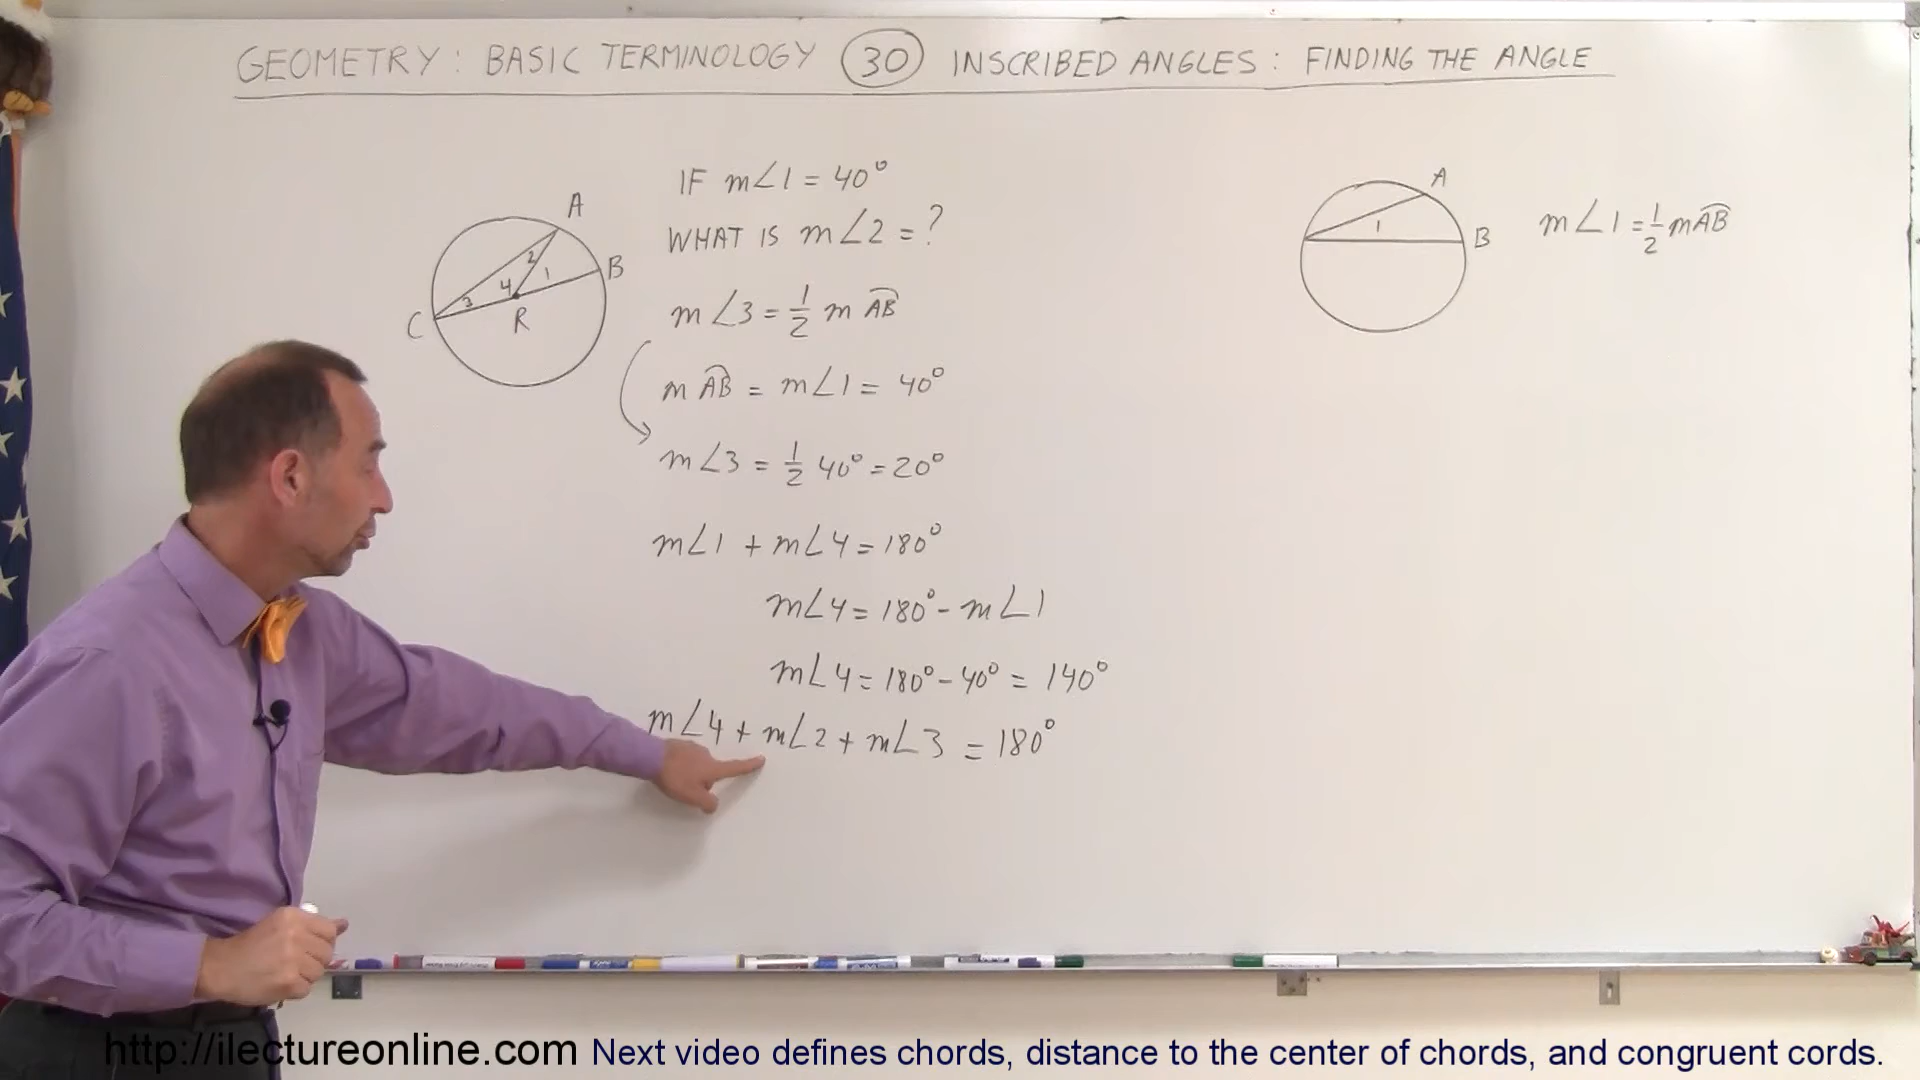 GEOMETRY: BASIC TERMINOLOGY 30 INSCRIBED ANGLES: FINDING THE ANGLE
A
B
C
R
2
1
4
3
IF m∠1 = 40°
WHAT IS m∠2 = ?
m∠3 = 1/2 m AB
m AB = m∠1 = 40°
m∠3 = 1/2 40° = 20°
m∠1 + m∠4 = 180°
m∠4 = 180° - m∠1
m∠4 = 180° - 40° = 140°
m∠4 + m∠2 + m∠3 = 180°
A
1
B
m∠1 = 1/2 mAB
http://ilectureonline.com Next video defines chords, distance to the center of chords, and congruent cords.